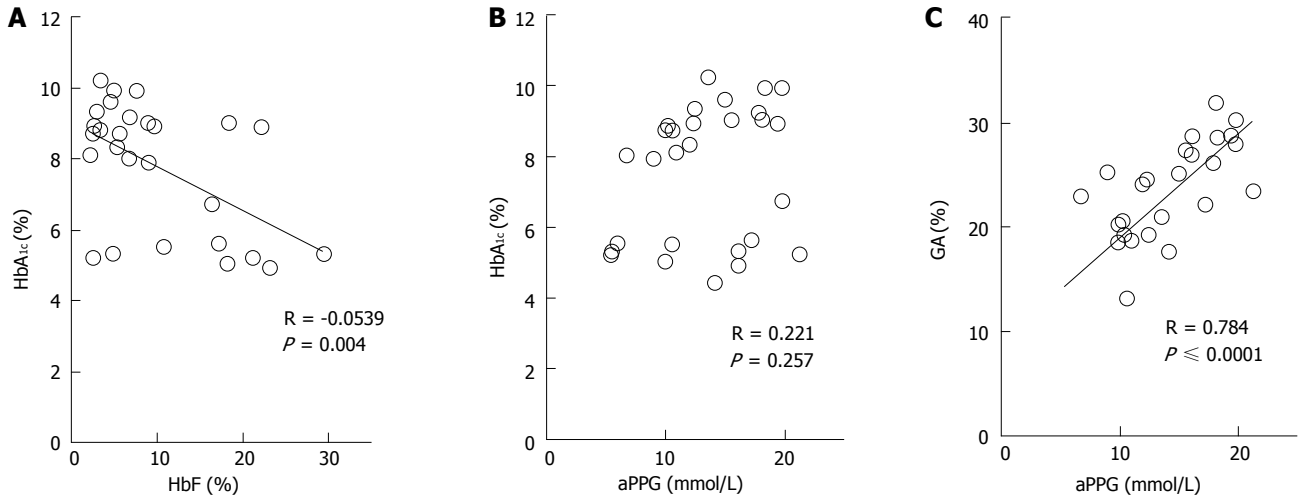 A
12
10
8
6
4
2
0
HbA1c (%)
0
10
20
30
HbF (%)
R = -0.0539
P = 0.004
B
12
10
8
6
4
2
0
HbA1c (%)
0
10
20
aPPG (mmol/L)
R = 0.221
P = 0.257
C
40
30
20
10
0
GA (%)
0
10
20
aPPG (mmol/L)
R = 0.784
P ≤ 0.0001